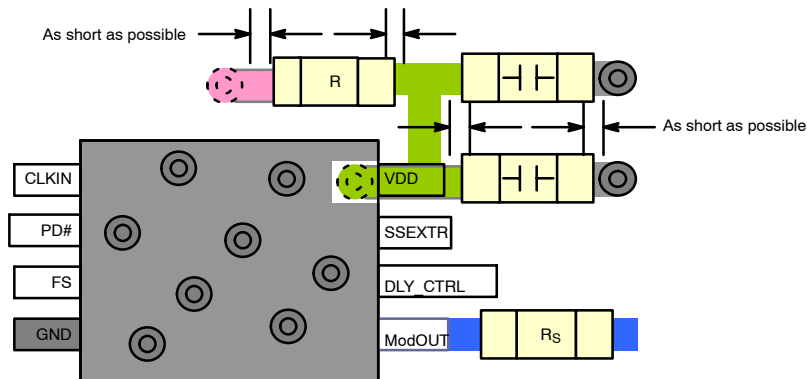 As short as possible
R
As short as possible
CLKIN
VDD
PD#
SSEXTR
FS
DLY_CTRL
GND
ModOUT
RS